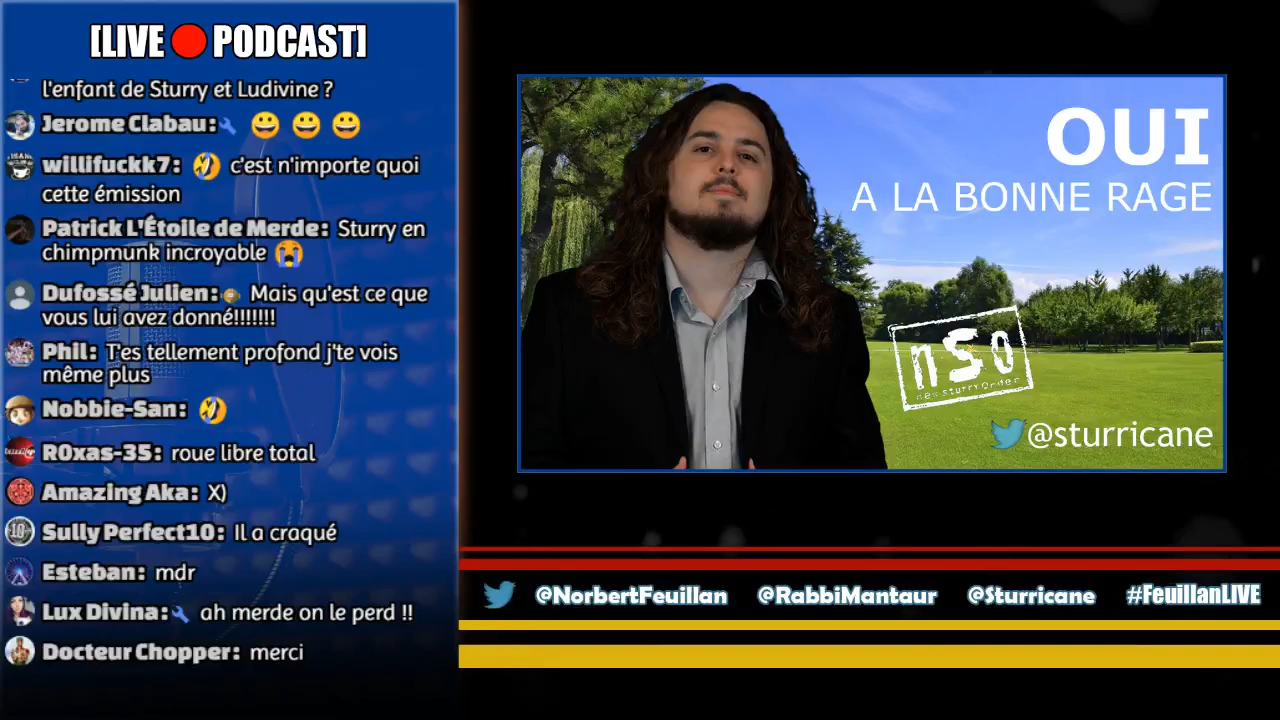 [LIVE PODCAST]
l'enfant de Sturry et Ludivine ?
Jerome Clabau: 😀 😀 😀
willifuckk7: 🤣 c'est n'importe quoi
cette émission
Patrick L'Étoile de Merde: Sturry en
chimpmunk incroyable 😭
Dufossé Julien: Mais qu'est ce que
vous lui avez donné!!!!!!!
Phil: T'es tellement profond j'te vois
même plus
Nobbie-San: 🤣
R0xas-35: roue libre total
Amazing Aka: X)
Sully Perfect10: Il a craqué
Esteban: mdr
Lux Divina: ah merde on le perd !!
Docteur Chopper: merci
OUI
A LA BONNE RAGE
nSo
new sturry Order
@sturricane
@NorbertFeuillan @RabbiMantaur @Sturricane #FeuillanLIVE